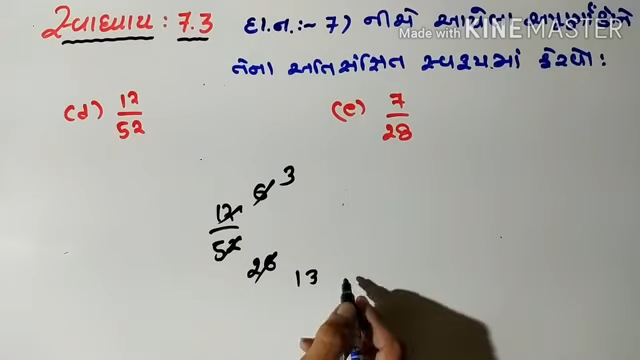 સ્વાધ્યાય : 7.3 દા.ન.:- 7) નીચે આપેલા અપૂર્ણાંકોને
Made with KINEMASTER
તેના અતિસંક્ષિપ્ત સ્વરૂપમાં ફેરવો :
(d) 12/52 (e) 7/28
12/52 6 3
26 13